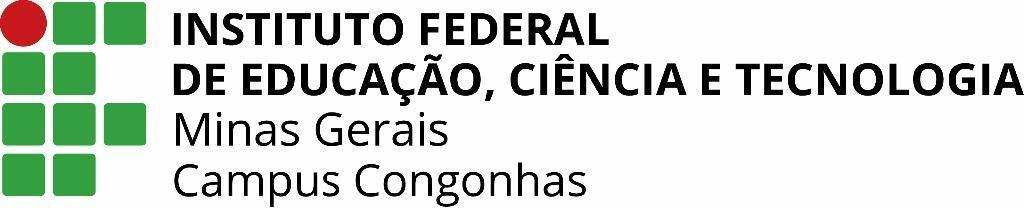 INSTITUTO FEDERAL
DE EDUCAÇÃO, CIÊNCIA E TECNOLOGIA
Minas Gerais
Campus Congonhas